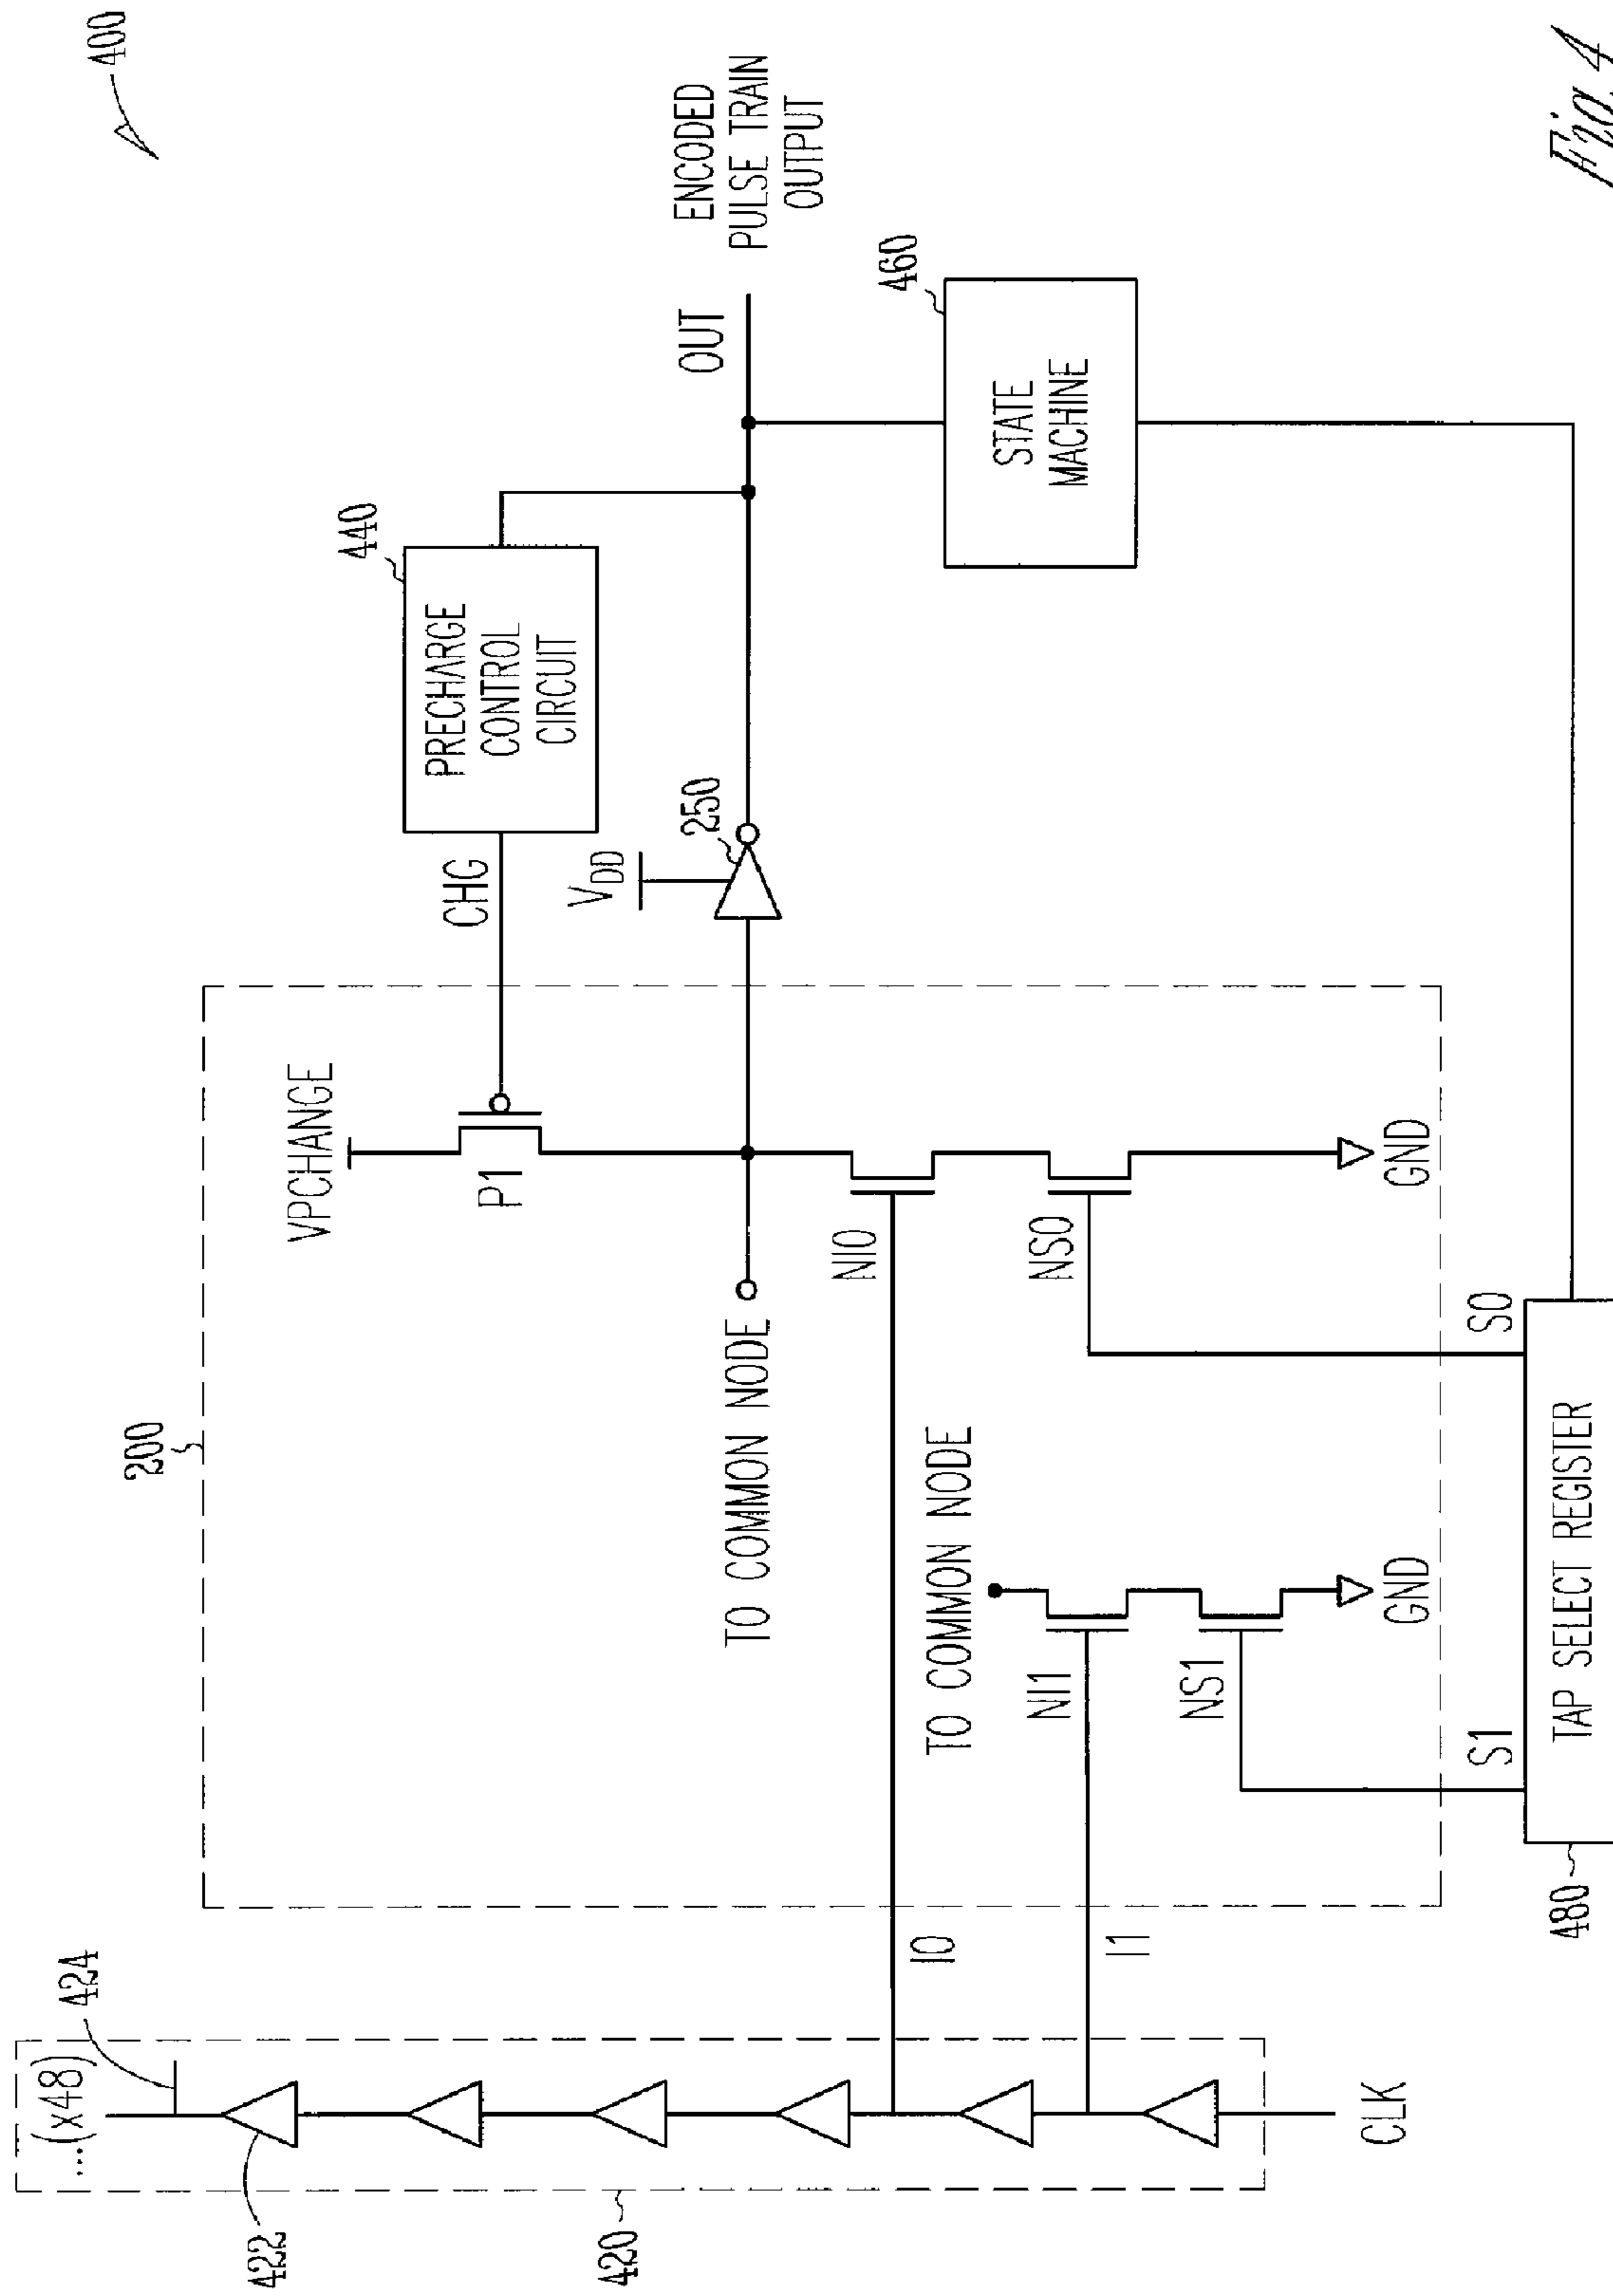 400
ENCODED
PULSE TRAIN
OUTPUT
OUT
440
PRECHARGE
CONTROL
CIRCUIT
460
STATE
MACHINE
CHG
VDD
250
200
VPCHANGE
P1
TO COMMON NODE
NI0
NS0
GND
TO COMMON NODE
NI1
NS1
GND
S0
S1
TAP SELECT REGISTER
480
I0
I1
424
...(x48)
422
420
CLK
Fig. 4